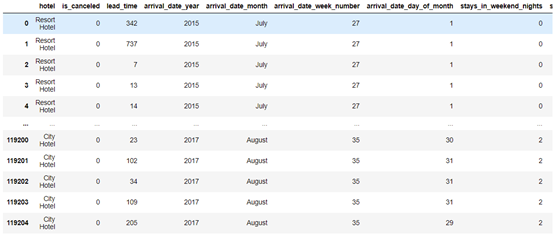 hotel is_canceled lead_time arrival_date_year arrival_date_month arrival_date_week_number arrival_date_day_of_month stays_in_weekend_nights s
0 Resort Hotel 0 342 2015 July 27 1 0
1 Resort Hotel 0 737 2015 July 27 1 0
2 Resort Hotel 0 7 2015 July 27 1 0
3 Resort Hotel 0 13 2015 July 27 1 0
4 Resort Hotel 0 14 2015 July 27 1 0
... ... ... ... ... ... ... ... ...
119200 City Hotel 0 23 2017 August 35 30 2
119201 City Hotel 0 102 2017 August 35 31 2
119202 City Hotel 0 34 2017 August 35 31 2
119203 City Hotel 0 109 2017 August 35 31 2
119204 City Hotel 0 205 2017 August 35 29 2